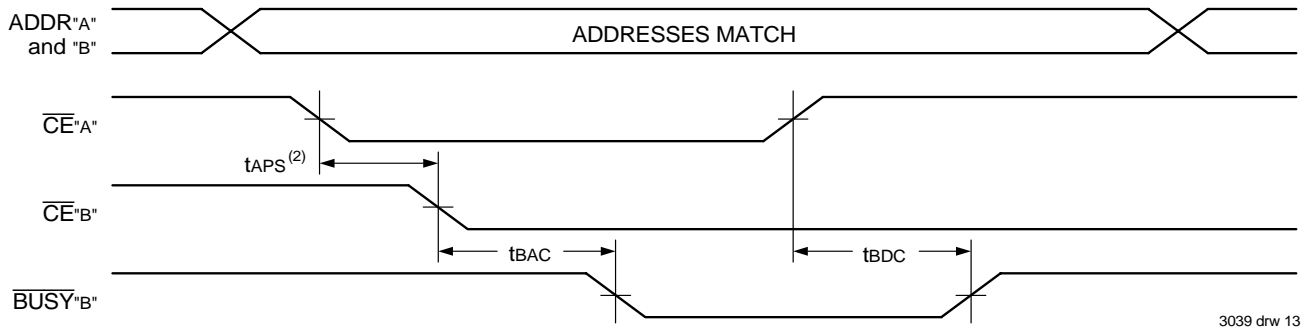 ADDR"A"
and "B"
ADDRESSES MATCH
CE"A"
tAPS(2)
CE"B"
tBAC
tBDC
BUSY"B"
3039 drw 13